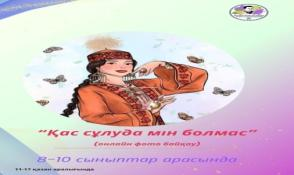 "Қас сұлуда мін болмас"
(онлайн фото байқау)
8-10 сыныптар арасында
11-17 қазан аралығында